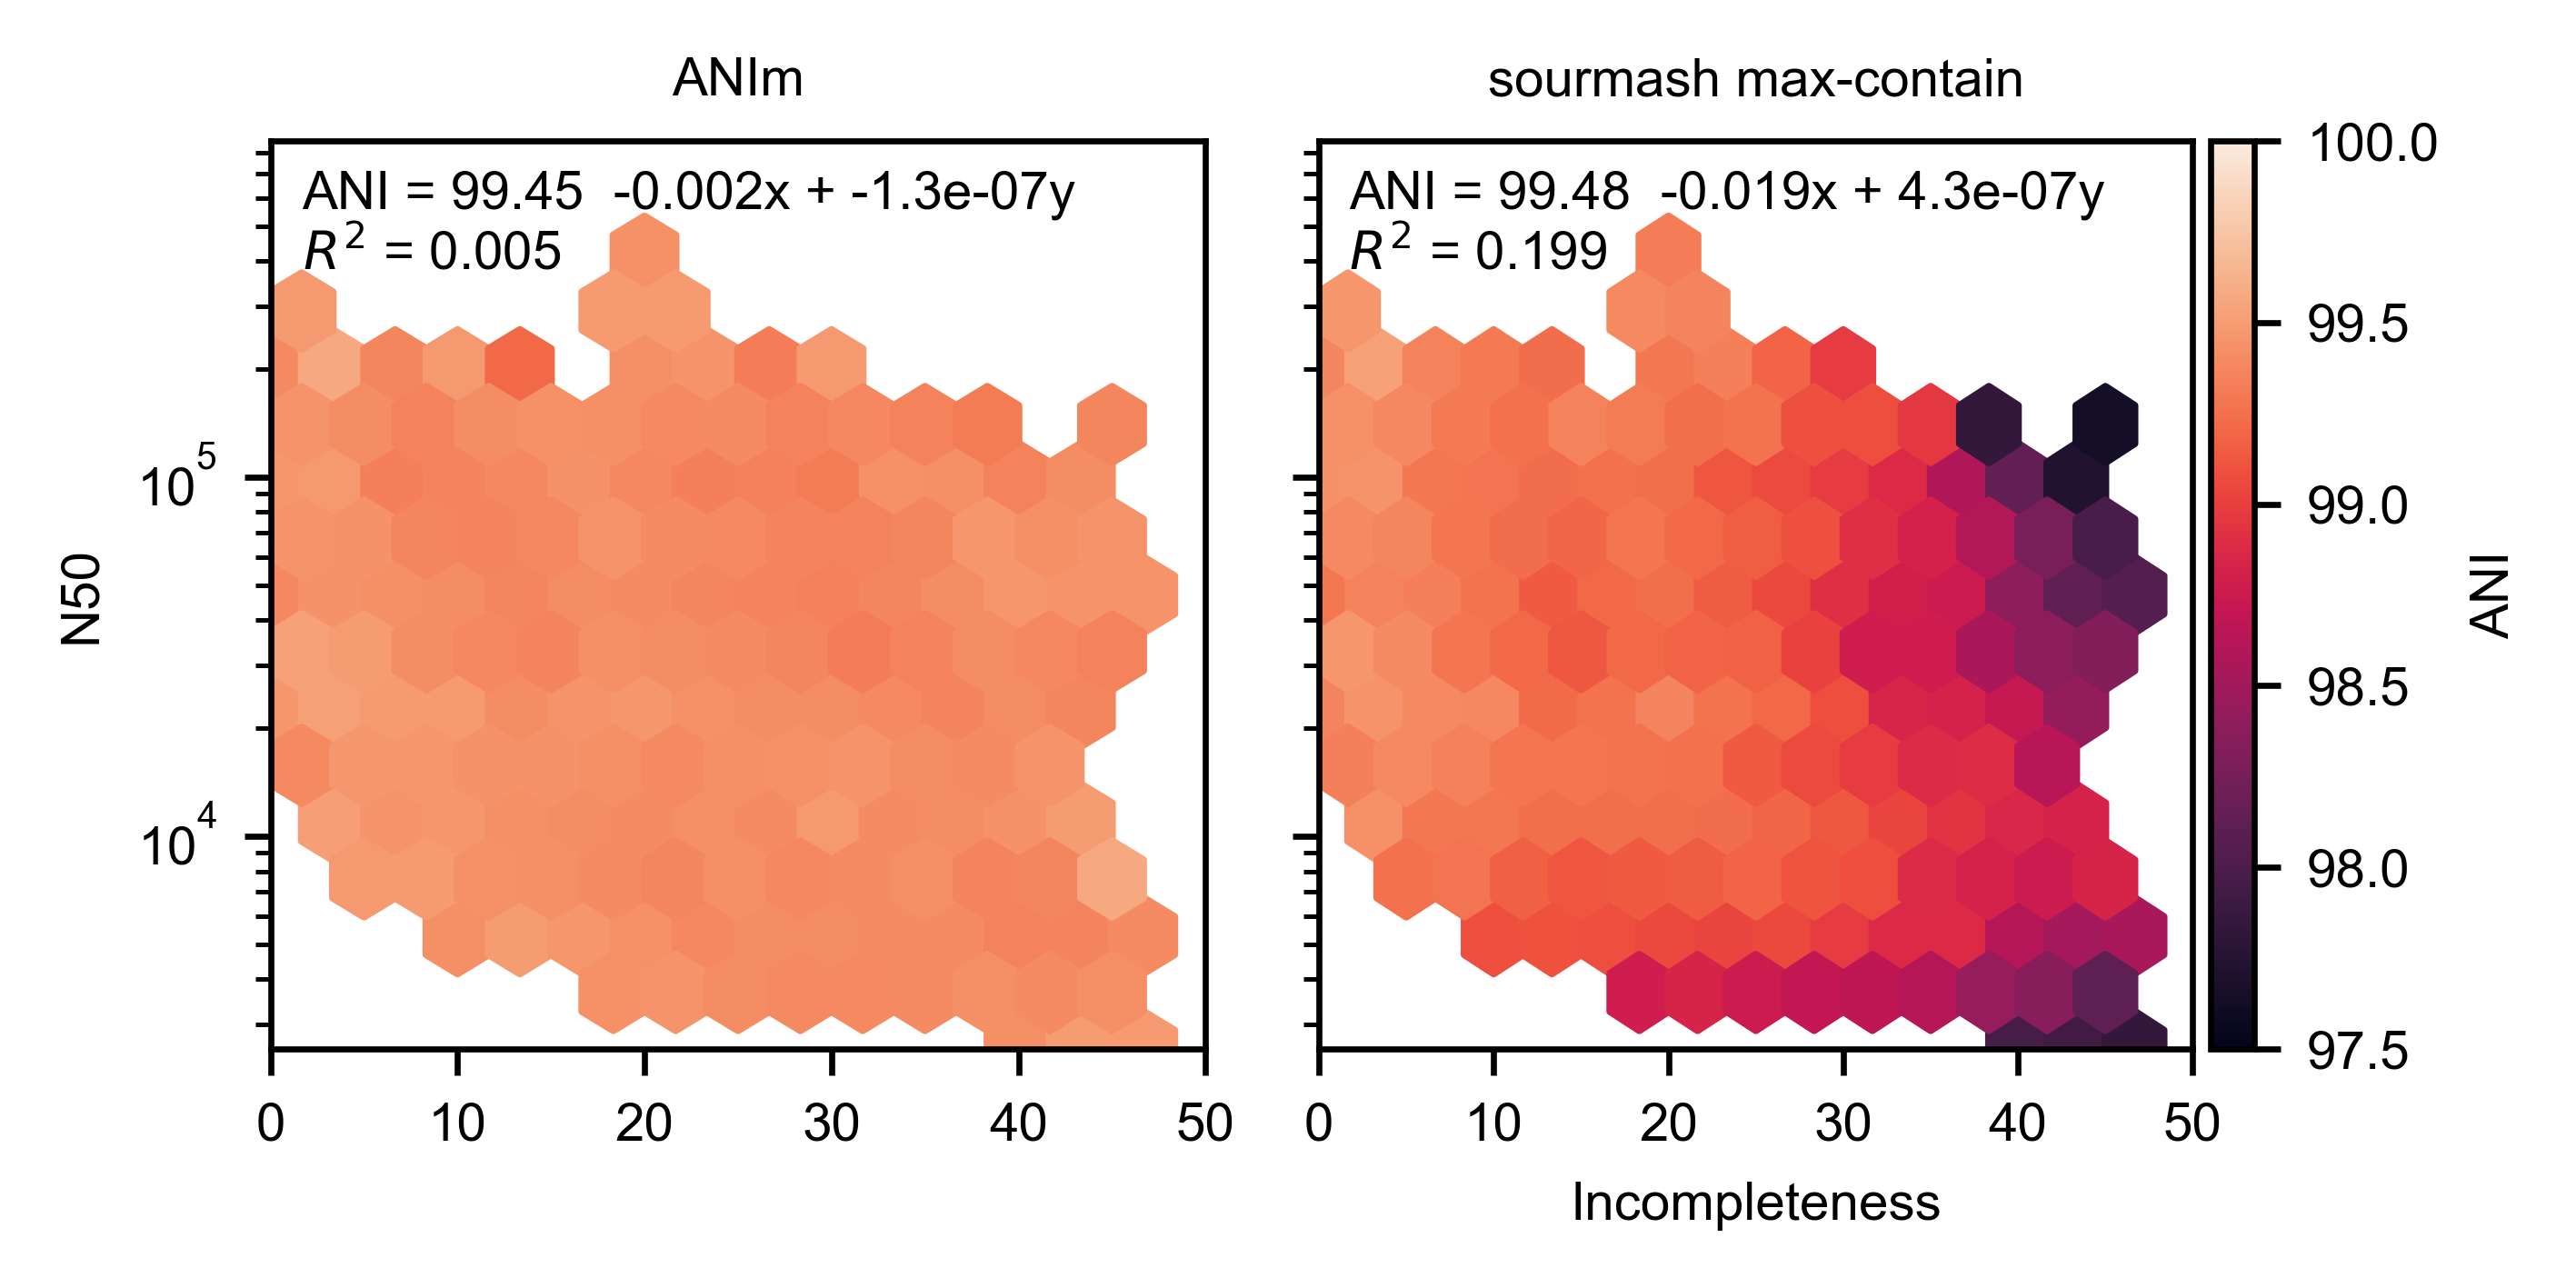 ANIm
sourmash max-contain
ANI = 99.45 -0.002x + -1.3e-07y
R² = 0.005
ANI = 99.48 -0.019x + 4.3e-07y
R² = 0.199
N50
10⁵
10⁴
0 10 20 30 40 50
0 10 20 30 40 50
Incompleteness
100.0
99.5
99.0
98.5
98.0
97.5
ANI